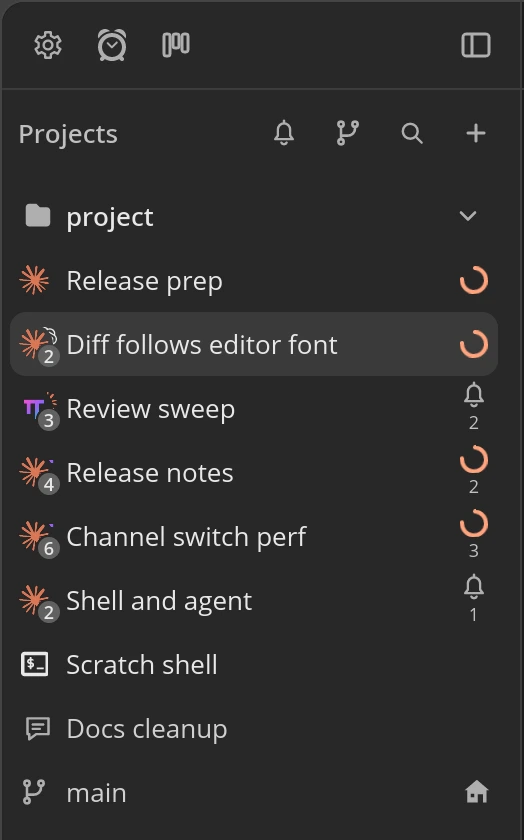 Projects
project
Release prep
2 Diff follows editor font
3 Review sweep 2
4 Release notes 2
6 Channel switch perf 3
2 Shell and agent 1
$_ Scratch shell
Docs cleanup
main